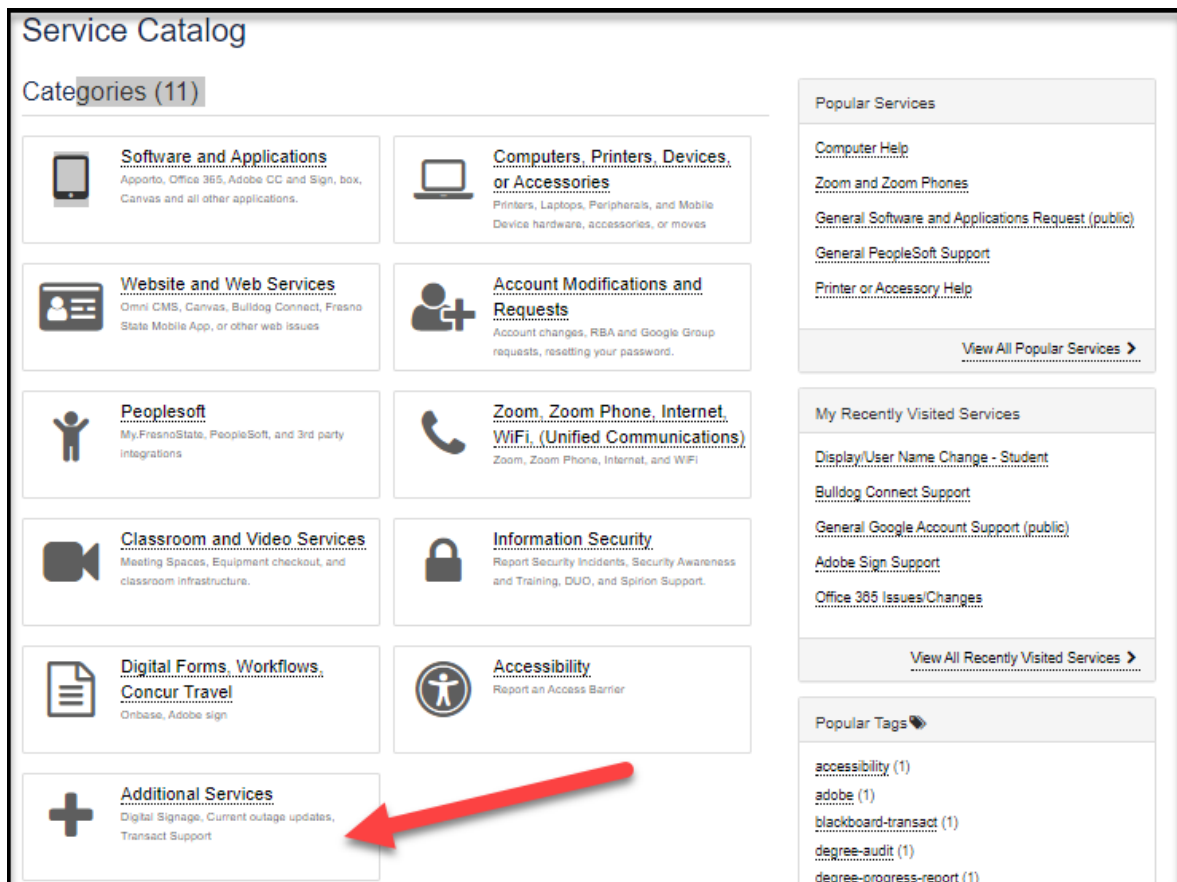 Service Catalog
Categories (11)
Software and Applications
Apporto, Office 365, Adobe CC and Sign, box,
Canvas and all other applications.
Computers, Printers, Devices,
or Accessories
Printers, Laptops, Peripherals, and Mobile
Device hardware, accessories, or moves
Website and Web Services
Omni CMS, Canvas, Bulldog Connect, Fresno
State Mobile App, or other web issues
Account Modifications and
Requests
Account changes, RBA and Google Group
requests, resetting your password.
Peoplesoft
My.FresnoState, PeopleSoft, and 3rd party
integrations
Zoom, Zoom Phone, Internet,
WiFi, (Unified Communications)
Zoom, Zoom Phone, Internet, and WiFi
Classroom and Video Services
Meeting Spaces, Equipment checkout, and
classroom infrastructure.
Information Security
Report Security Incidents, Security Awareness
and Training, DUO, and Spirion Support.
Digital Forms, Workflows,
Concur Travel
Onbase, Adobe sign
Accessibility
Report an Access Barrier
Additional Services
Digital Signage, Current outage updates,
Transact Support
Popular Services
Computer Help
Zoom and Zoom Phones
General Software and Applications Request (public)
General PeopleSoft Support
Printer or Accessory Help
View All Popular Services
My Recently Visited Services
Display/User Name Change - Student
Bulldog Connect Support
General Google Account Support (public)
Adobe Sign Support
Office 365 Issues/Changes
View All Recently Visited Services
Popular Tags
accessibility (1)
adobe (1)
blackboard-transact (1)
degree-audit (1)
degree-progress-report (1)